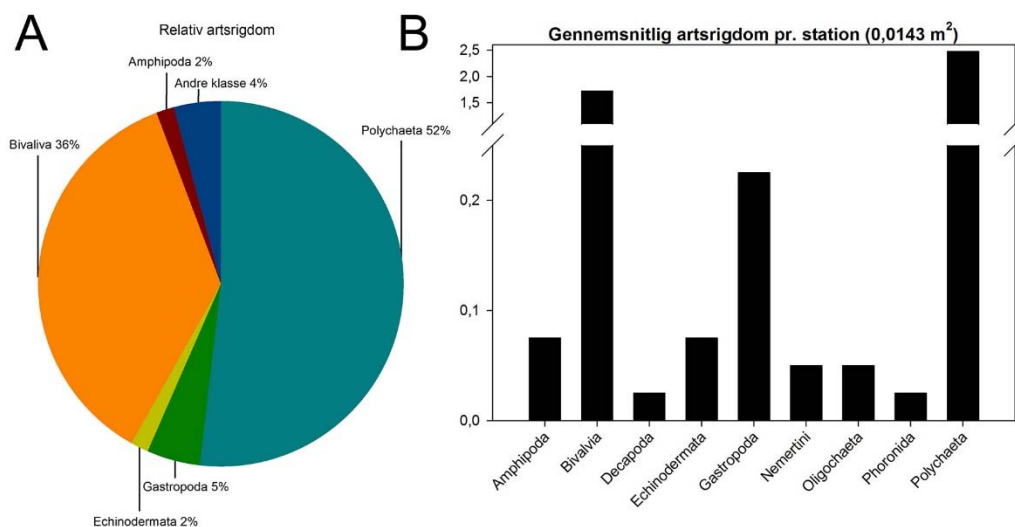 A
Relativ artsrigdom
Amphipoda 2%
Andre klasse 4%
Polychaeta 52%
Bivaliva 36%
Gastropoda 5%
Echinodermata 2%
B
Gennemsnitlig artsrigdom pr. station (0,0143 m²)
2,5
2,0
1,5
0,2
0,1
0,0
Amphipoda
Bivalvia
Decapoda
Echinodermata
Gastropoda
Nemertini
Oligochaeta
Phoronida
Polychaeta